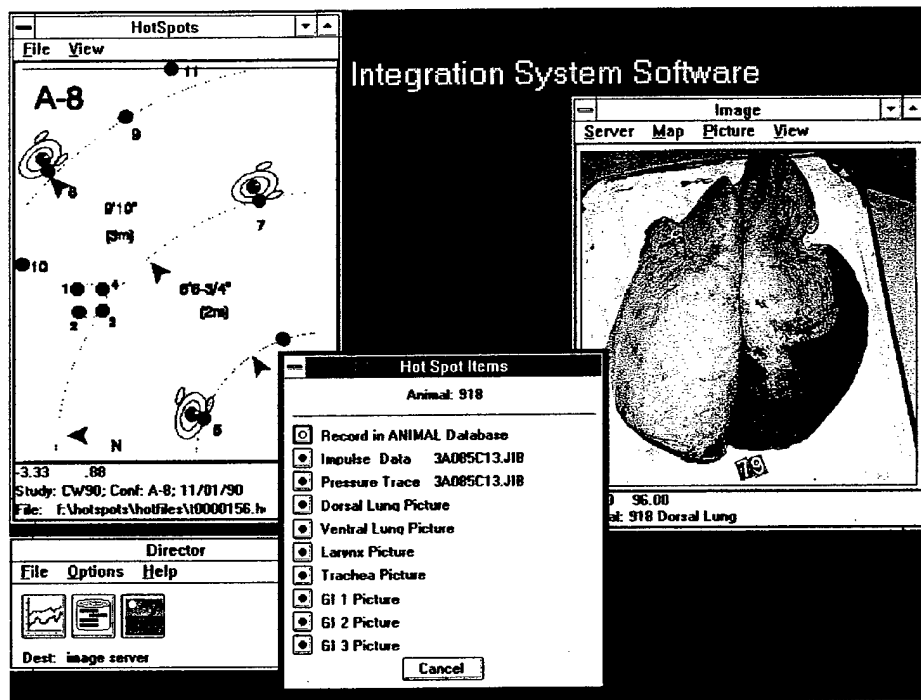 HotSpots
File View
A-8
11
9
8
9'10"
(3m)
7
10
1 4
2 3
6'6-3/4"
(2m)
5
N
-3.33 .88
Study: CW90; Conf: A-8; 11/01/90
File: f:\hotspots\hotfiles\t0000156.h
Integration System Software
Image
Server Map Picture View
79
96.00
al: 918 Dorsal Lung
Hot Spot Items
Animal: 918
Record in ANIMAL Database
Impulse Data 3A085C13.JIB
Pressure Trace 3A085C13.JIB
Dorsal Lung Picture
Ventral Lung Picture
Larynx Picture
Trachea Picture
GI 1 Picture
GI 2 Picture
GI 3 Picture
Cancel
Director
File Options Help
Dest: image server